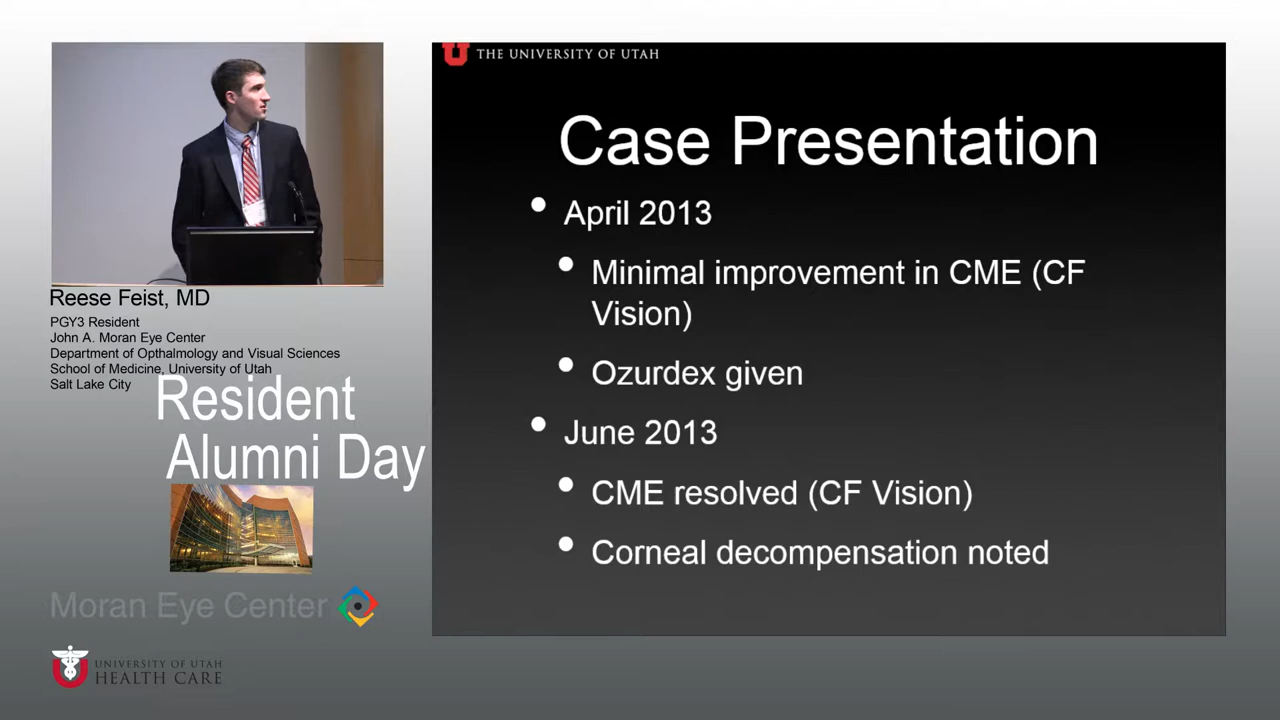 THE UNIVERSITY OF UTAH
Case Presentation
• April 2013
• Minimal improvement in CME (CF
Vision)
• Ozurdex given
• June 2013
• CME resolved (CF Vision)
• Corneal decompensation noted
Reese Feist, MD
PGY3 Resident
John A. Moran Eye Center
Department of Opthalmology and Visual Sciences
School of Medicine, University of Utah
Salt Lake City
Resident
Alumni Day
Moran Eye Center
UNIVERSITY OF UTAH
HEALTH CARE